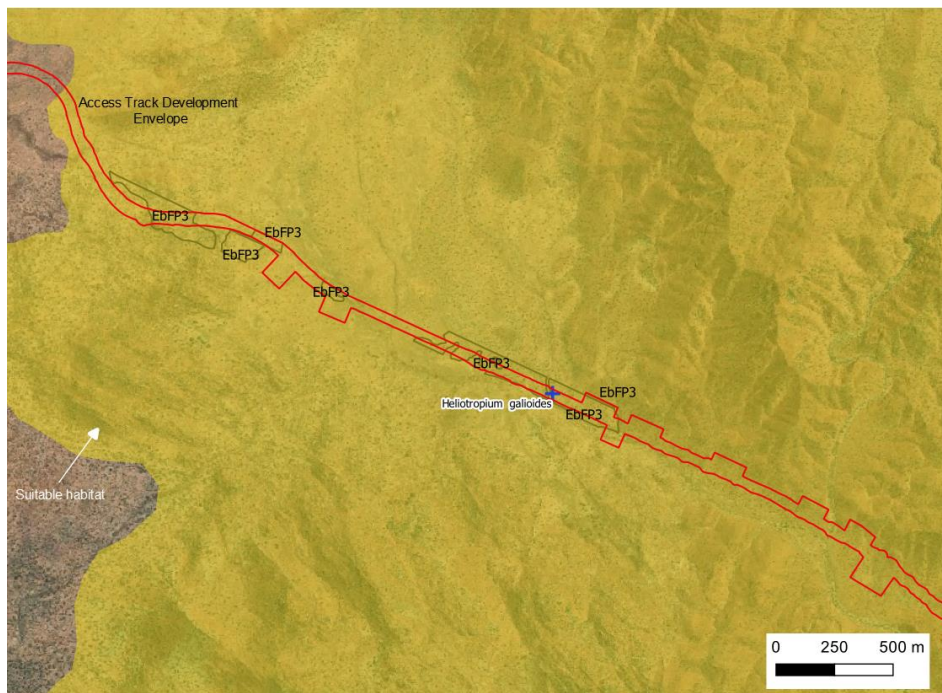 Access Track Development
Envelope
EbFP3
EbFP3
EbFP3
EbFP3
EbFP3
EbFP3
Heliotropium galioides
EbFP3
Suitable habitat
0 250 500 m